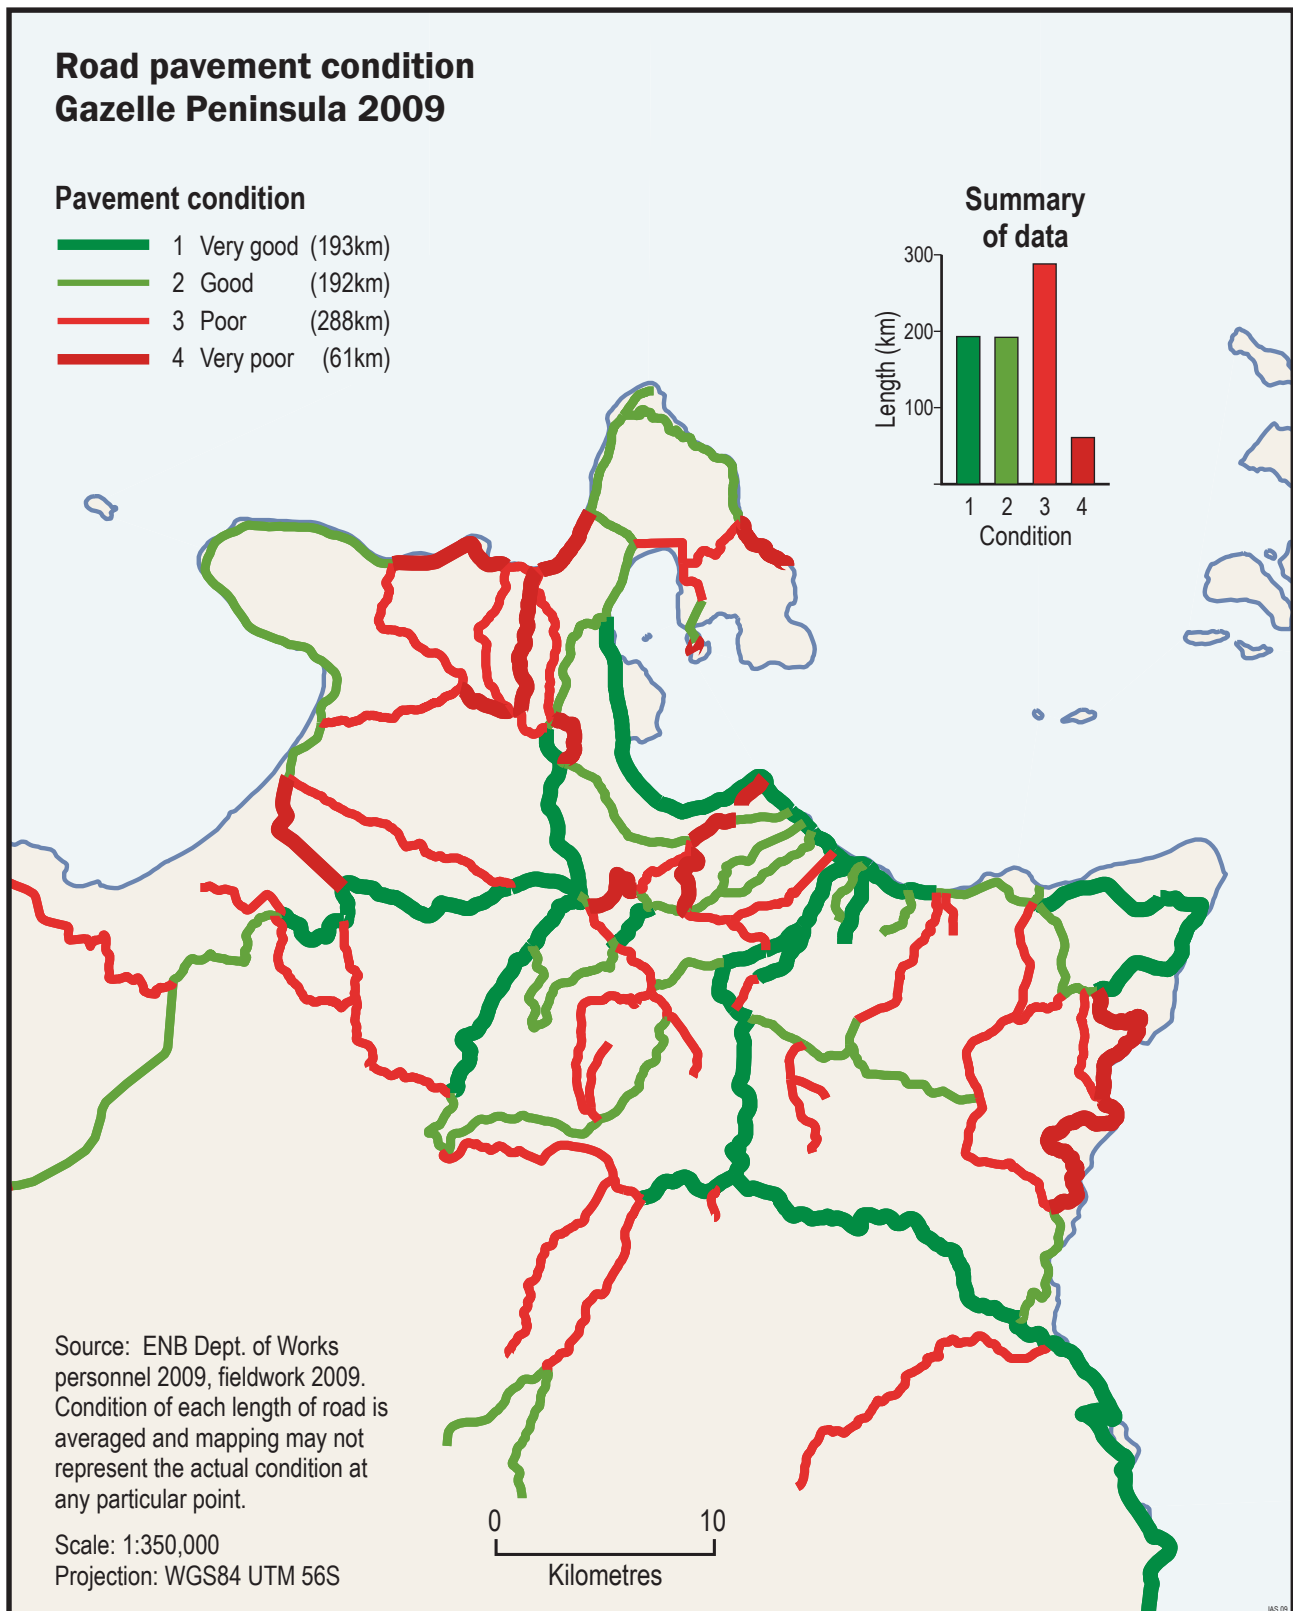 Road pavement condition
Gazelle Peninsula 2009
Pavement condition
1 Very good (193km)
2 Good (192km)
3 Poor (288km)
4 Very poor (61km)
Summary
of data
300
200
100
Length (km)
1 2 3 4
Condition
Source: ENB Dept. of Works
personnel 2009, fieldwork 2009.
Condition of each length of road is
averaged and mapping may not
represent the actual condition at
any particular point.
Scale: 1:350,000
Projection: WGS84 UTM 56S
0 10
Kilometres
IAS 09